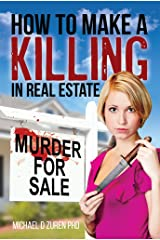 HOW TO MAKE A
KILLING
IN REAL ESTATE
MURDER
FOR
SALE
MICHAEL D ZUREN PHD